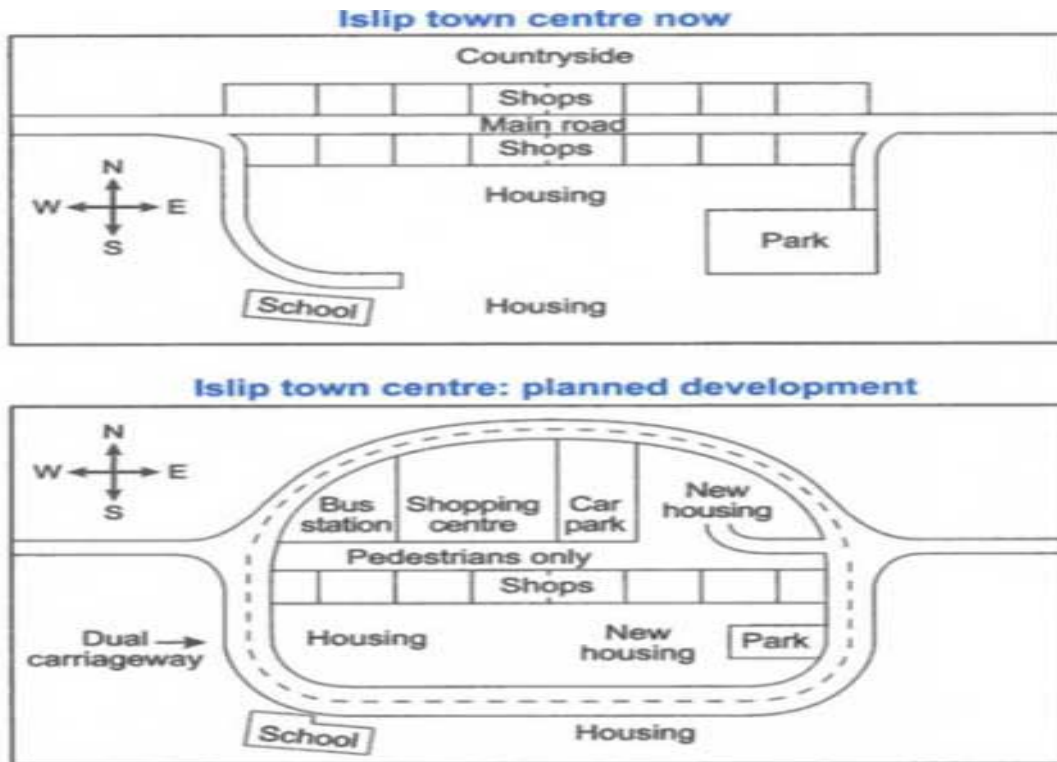 Islip town centre now
Countryside
Shops
Main road
Shops
N
W E
S
Housing
Park
School
Housing
Islip town centre: planned development
N
W E
S
Bus
station
Shopping
centre
Car
park
New
housing
Pedestrians only
Shops
Dual
carriageway
Housing
New
housing
Park
School
Housing